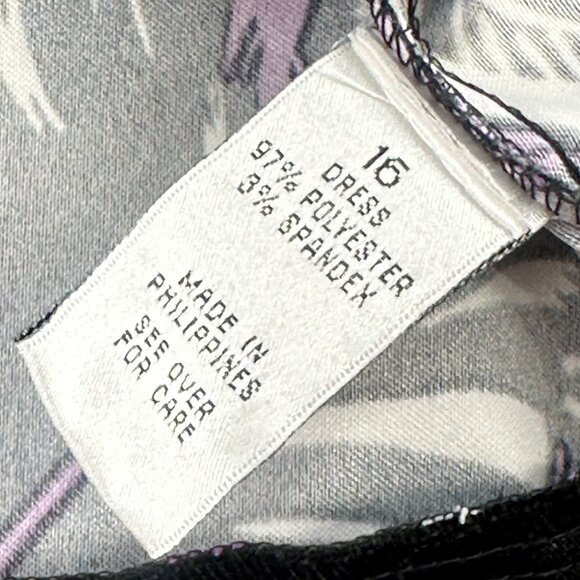 16
DRESS
97% POLYESTER
3% SPANDEX
MADE IN
PHILIPPINES
SEE OVER
FOR CARE